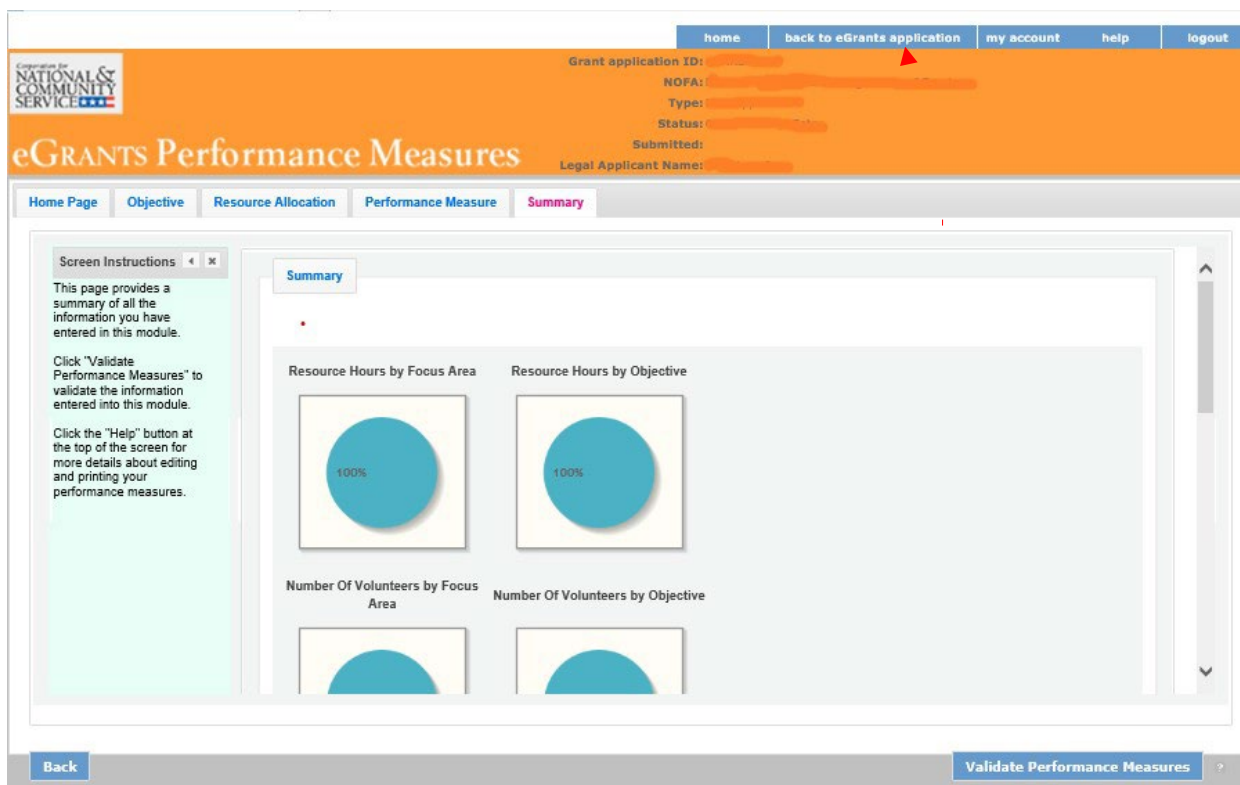 home back to eGrants application my account help logout
Corporation for
NATIONAL &
COMMUNITY
SERVICE
eGRANTS Performance Measures
Grant application ID:
NOFA:
Type:
Status:
Submitted:
Legal Applicant Name:
Home Page Objective Resource Allocation Performance Measure Summary
Screen Instructions
This page provides a
summary of all the
information you have
entered in this module.
Click "Validate
Performance Measures" to
validate the information
entered into this module.
Click the "Help" button at
the top of the screen for
more details about editing
and printing your
performance measures.
Summary
Resource Hours by Focus Area Resource Hours by Objective
100% 100%
Number Of Volunteers by Focus
Area
Number Of Volunteers by Objective
Back Validate Performance Measures ?